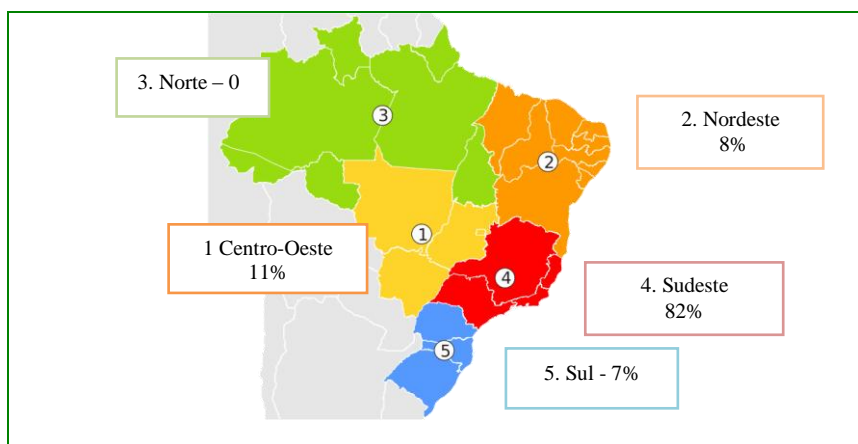 3. Norte – 0
3
2. Nordeste
8%
2
1 Centro-Oeste
11%
1
4. Sudeste
82%
4
5. Sul - 7%
5